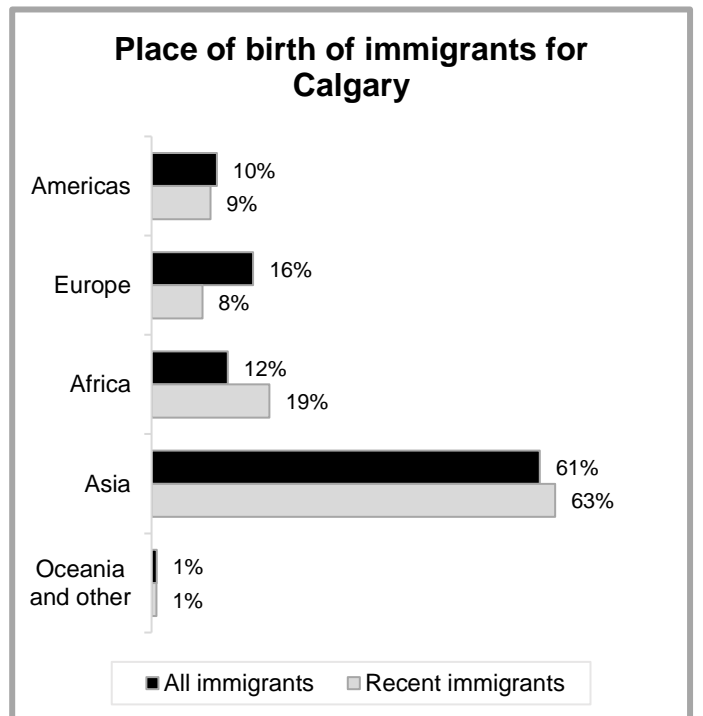 Place of birth of immigrants for
Calgary
Americas
10%
9%
Europe
16%
8%
Africa
12%
19%
Asia
61%
63%
Oceania
and other
1%
1%
All immigrants
Recent immigrants